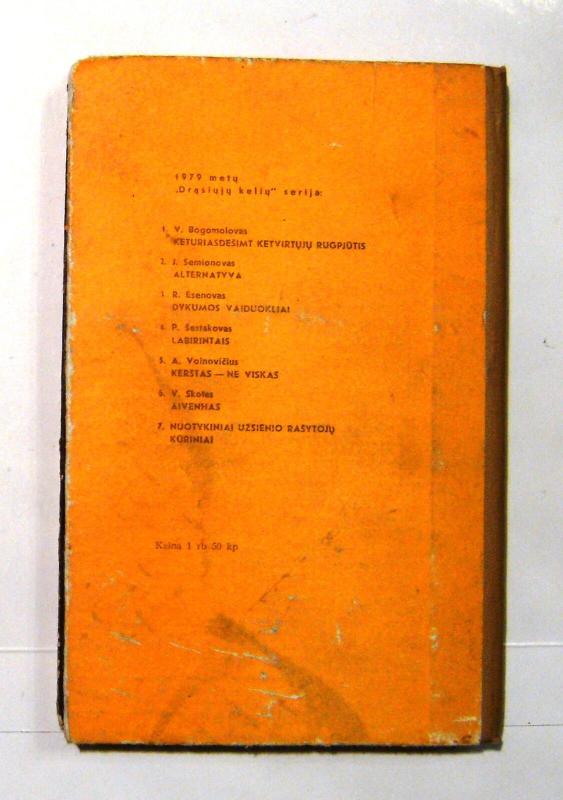 1979 metų
„Drąsiųjų kelių" serija:
1. V. Bogomolovas
KETURIASDEŠIMT KETVIRTŲJŲ RUGPJŪTIS
2. J. Semionovas
ALTERNATYVA
3. R. Esenovas
DYKUMOS VAIDUOKLIAI
4. P. Šestakovas
LABIRINTAIS
5. A. Voinovičius
KERŠTAS — NE VISKAS
6. V. Skotas
AIVENHAS
7. NUOTYKINIAI UŽSIENIO RAŠYTOJŲ
KŪRINIAI
Kaina 1 rb 50 kp